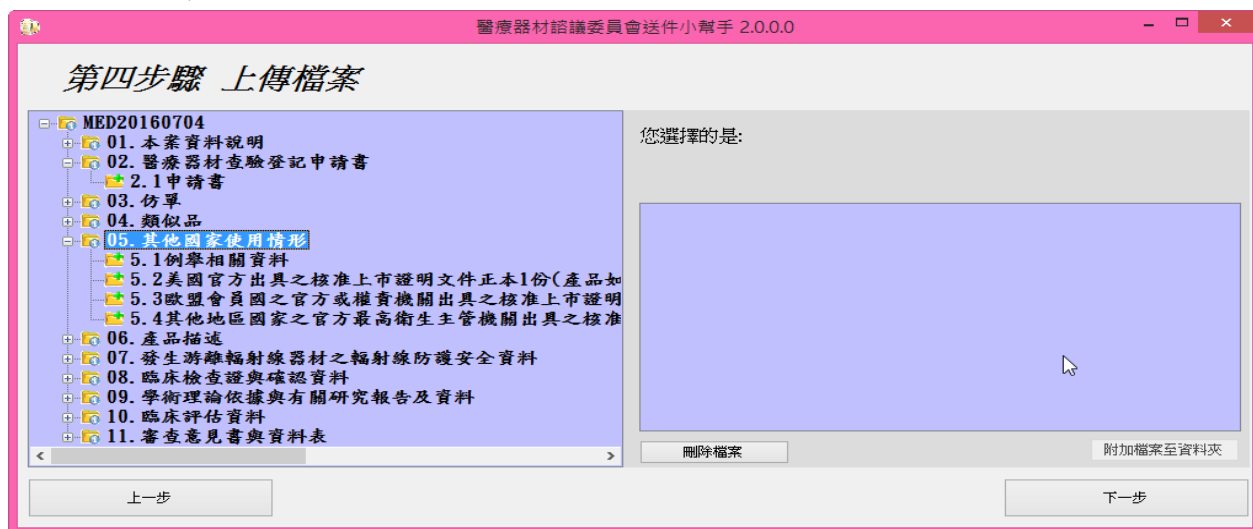 醫療器材諮議委員會送件小幫手 2.0.0.0
第四步驟 上傳檔案
MED20160704
01.本案資料說明
02.醫療器材查驗登記申請書
2.1申請書
03.仿單
04.類似品
05.其他國家使用情形
5.1例舉相關資料
5.2美國官方出具之核准上市證明文件正本1份(產品如
5.3歐盟會員國之官方或權責機關出具之核准上市證明
5.4其他地區國家之官方最高衛生主管機關出具之核准
06.產品描述
07.發生游離輻射線器材之輻射線防護安全資料
08.臨床檢查證與確認資料
09.學術理論依據與有關研究報告及資料
10.臨床評估資料
11.審查意見書與資料表
您選擇的是:
刪除檔案
附加檔案至資料夾
上一步
下一步